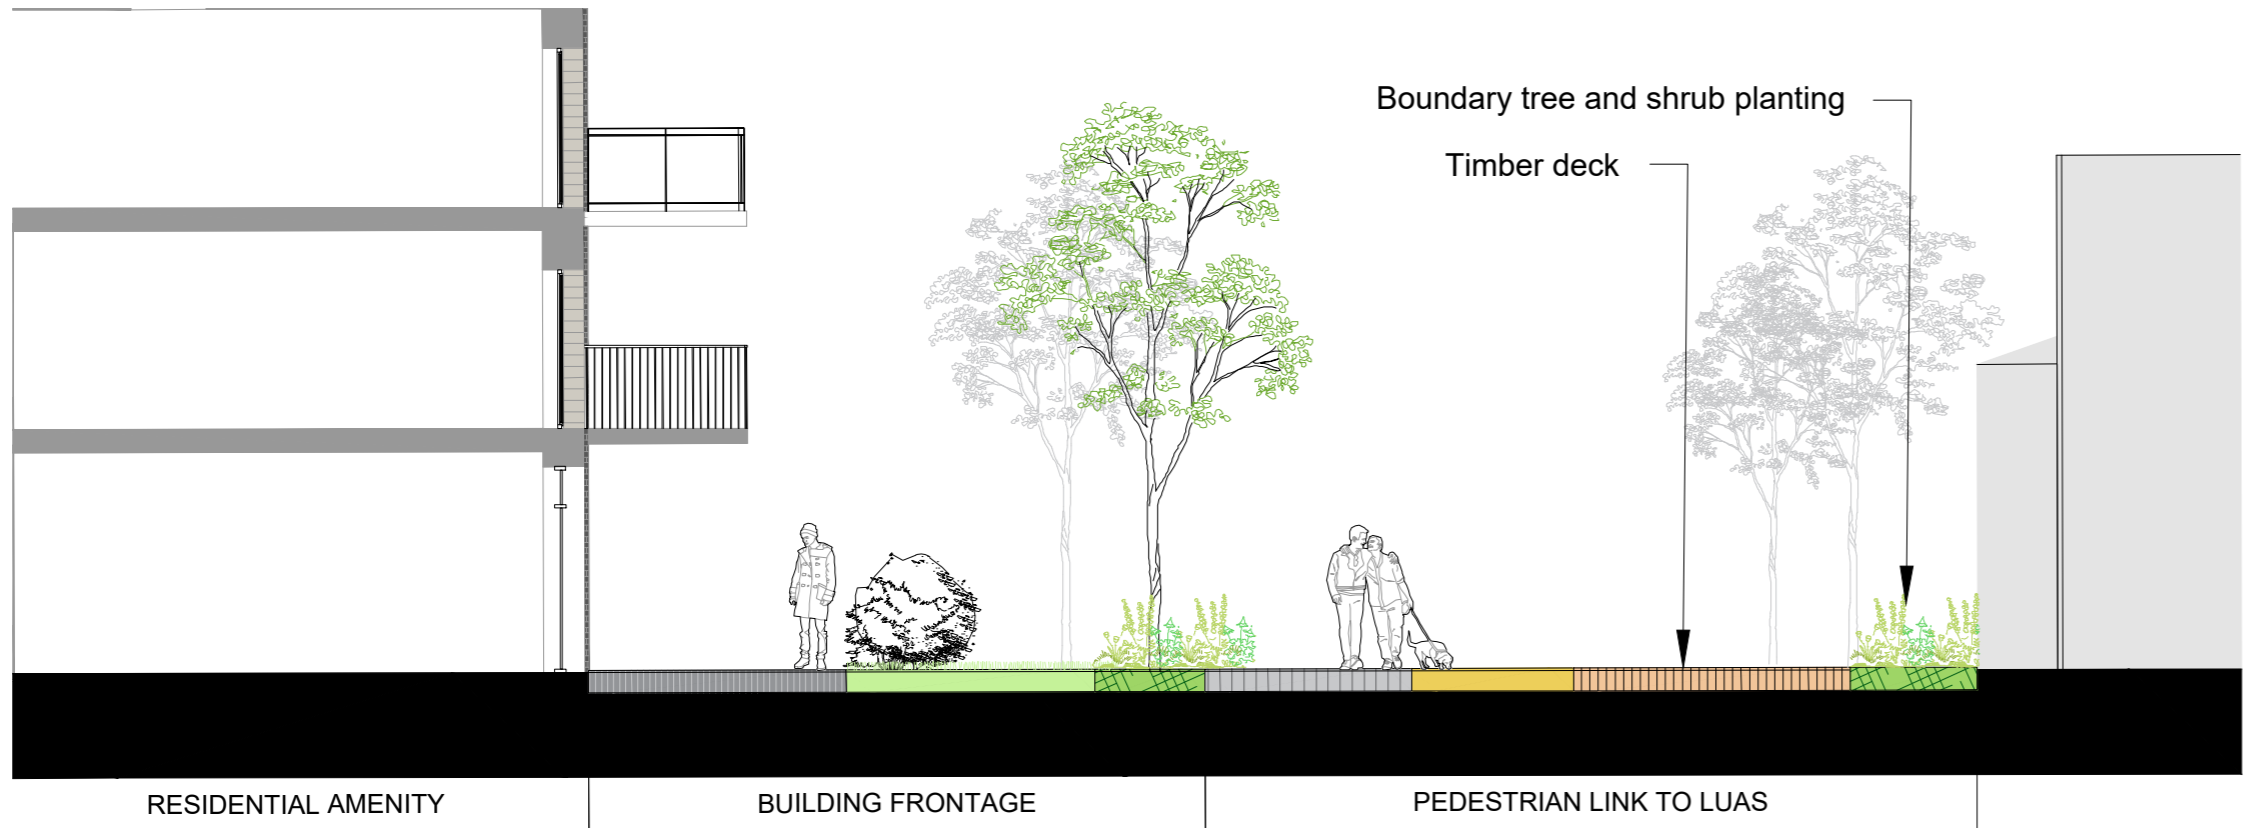 Boundary tree and shrub planting
Timber deck
RESIDENTIAL AMENITY
BUILDING FRONTAGE
PEDESTRIAN LINK TO LUAS